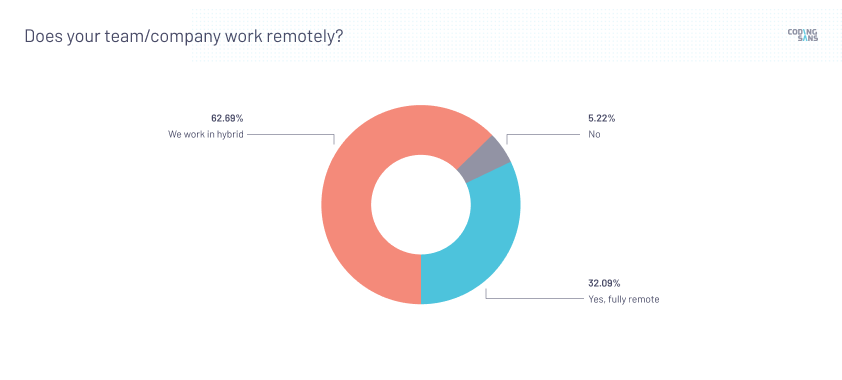 Does your team/company work remotely?
CODING
SANS
62.69%
We work in hybrid
5.22%
No
32.09%
Yes, fully remote